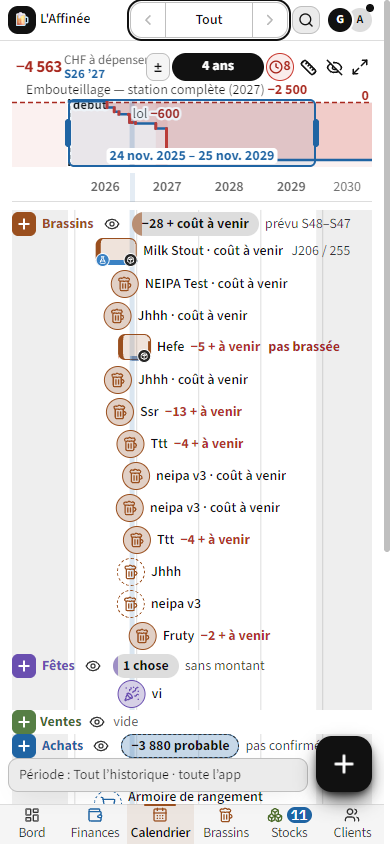 L'Affinée
Tout
G A
−4 563 CHF à dépenser
S26 ’27
±
4 ans
8
Embouteillage — station complète (2027) −2 500
0
début
lol −600
24 nov. 2025 – 25 nov. 2029
2026 2027 2028 2029 2030
Brassins −28 + coût à venir prévu S48–S47
Milk Stout · coût à venir J206 / 255
NEIPA Test · coût à venir
Jhhh · coût à venir
Hefe −5 + à venir pas brassée
Jhhh · coût à venir
Ssr −13 + à venir
Ttt −4 + à venir
neipa v3 · coût à venir
neipa v3 · coût à venir
Ttt −4 + à venir
Jhhh
neipa v3
Fruty −2 + à venir
Fêtes 1 chose sans montant
vi
Ventes vide
Achats −3 880 probable pas confirmé
Période : Tout l’historique · toute l’app
Armoire de rangement
Bord Finances Calendrier Brassins Stocks 11 Clients